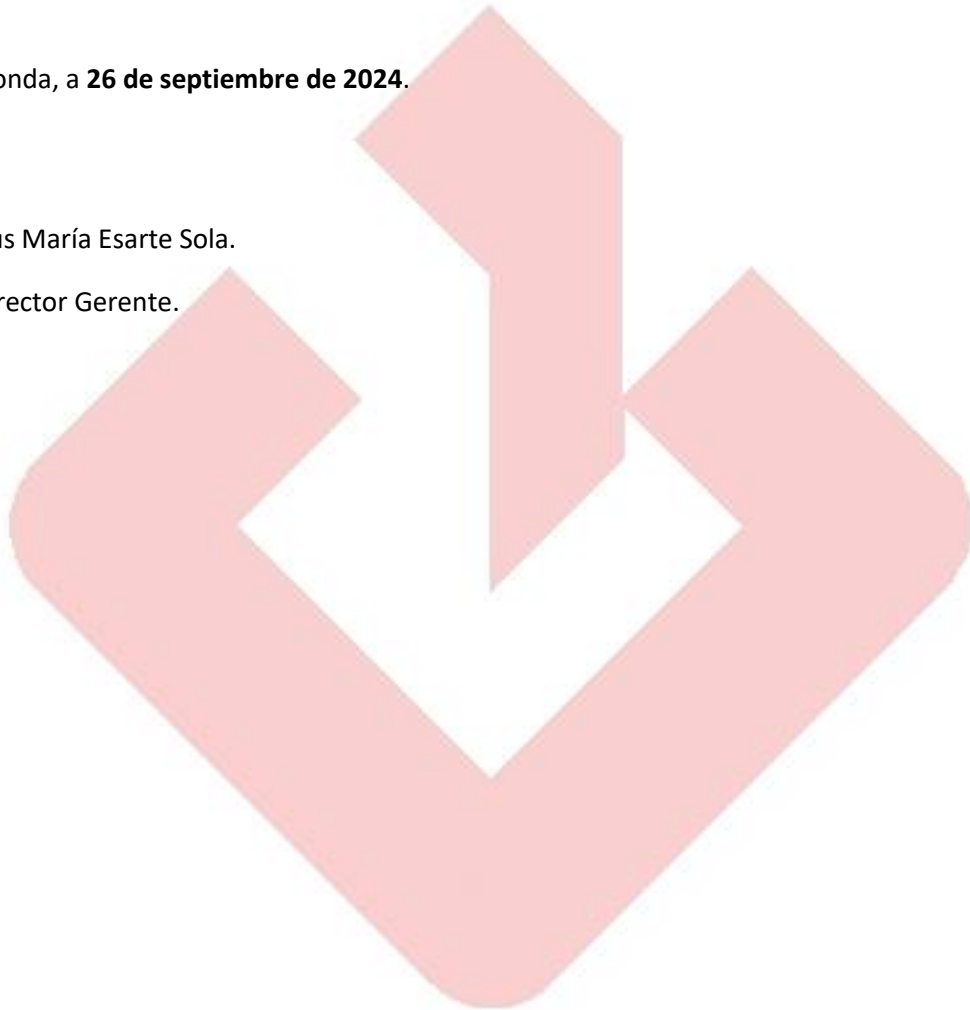 onda, a 26 de septiembre de 2024.
us María Esarte Sola.
rector Gerente.